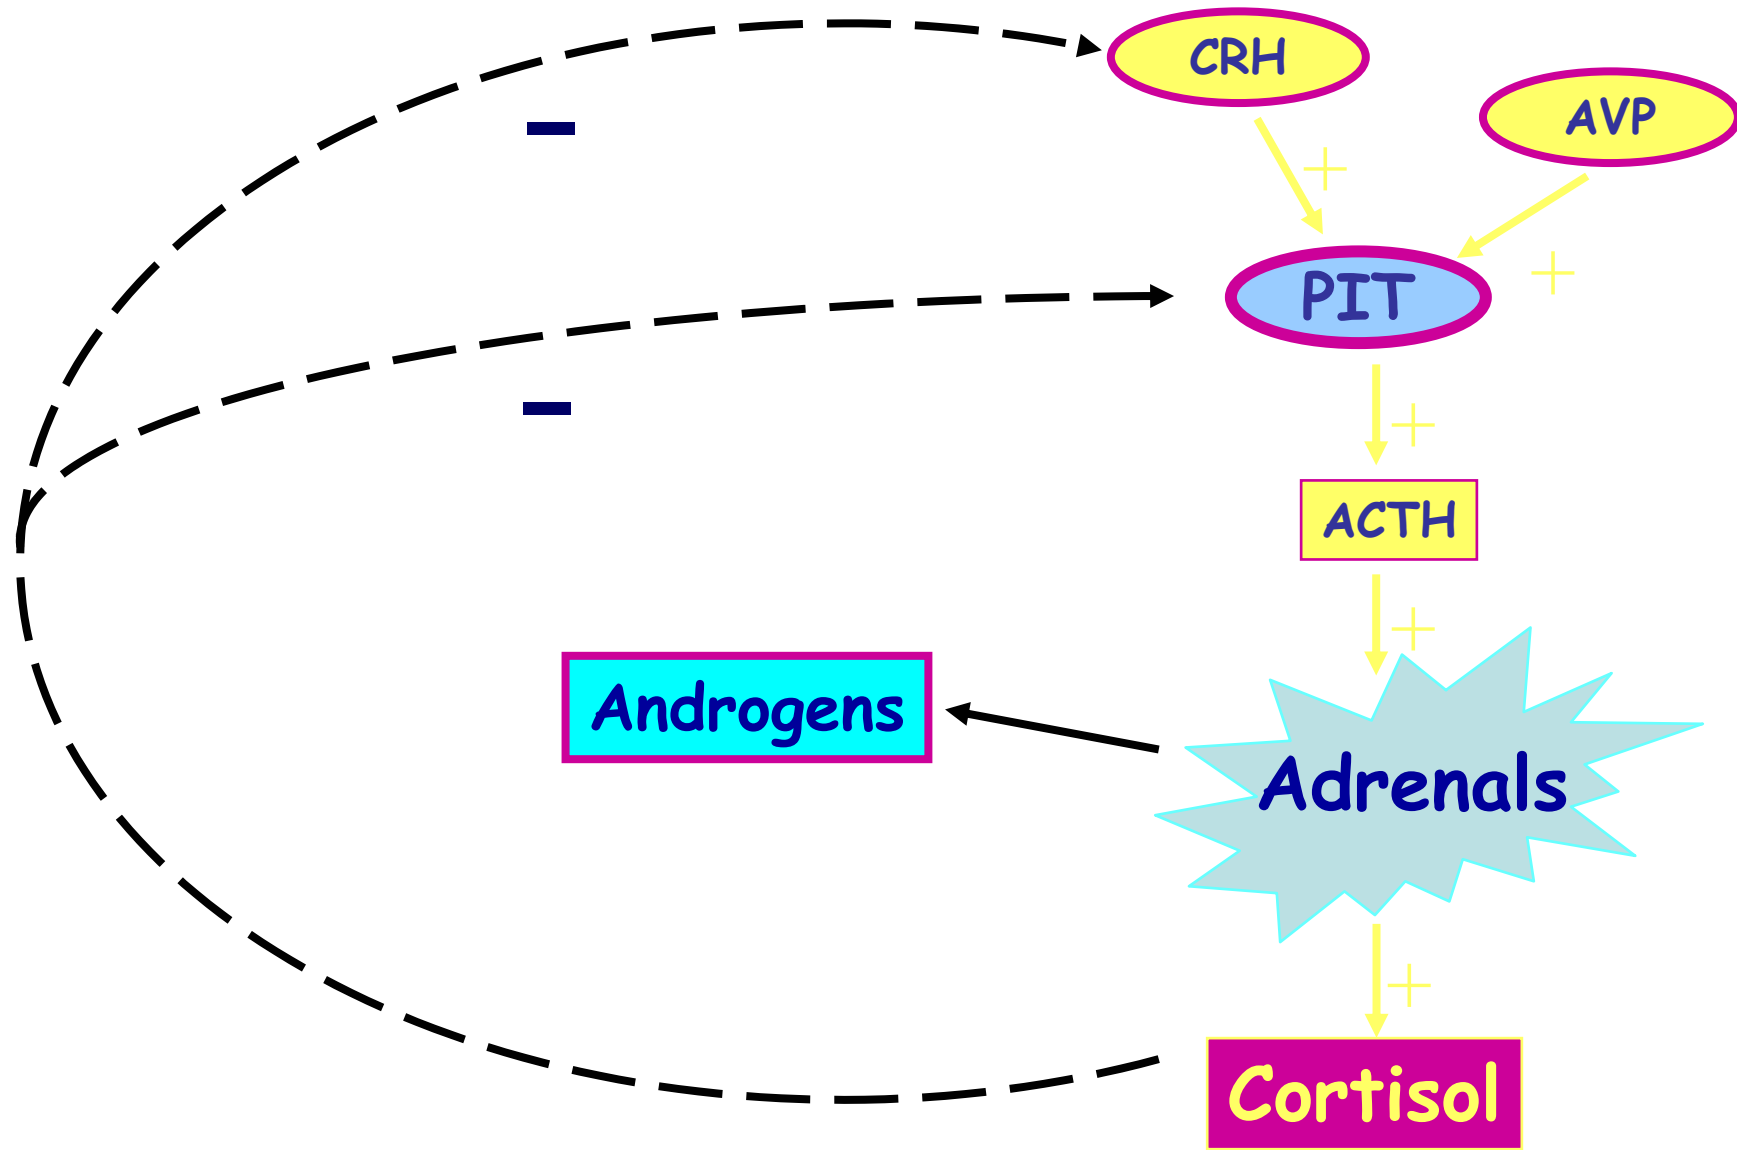 CRH
AVP
+
–
+
PIT
–
+
ACTH
+
Androgens
Adrenals
+
Cortisol